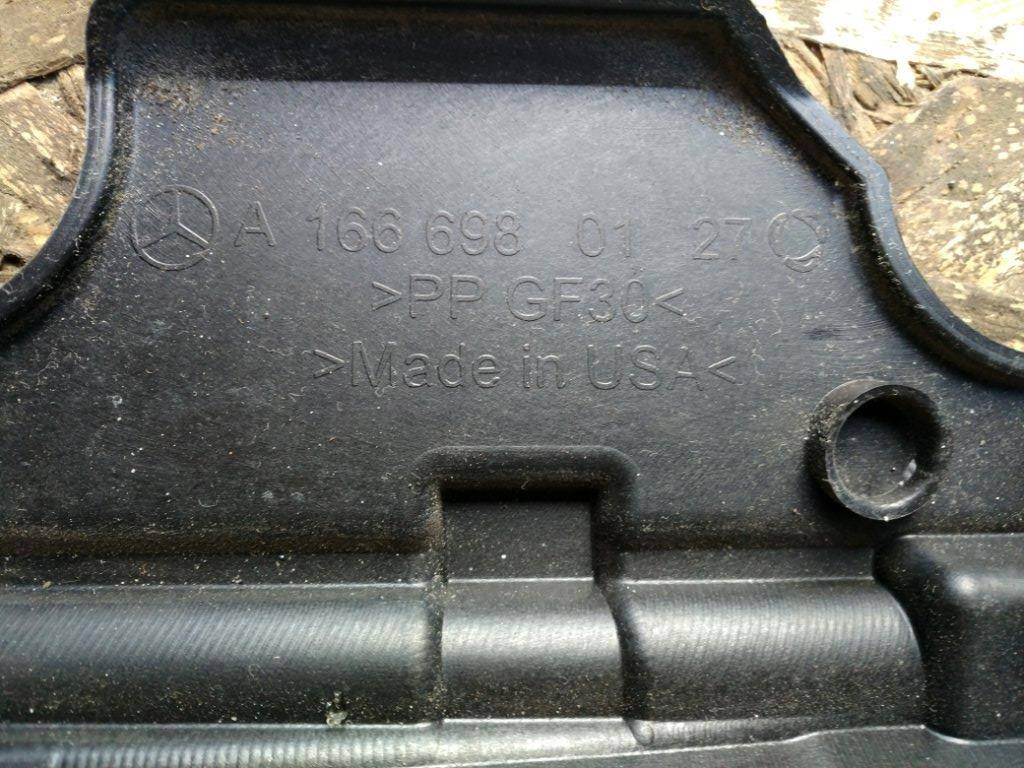 A 166 698 01 27
>PP GF30<
>Made in USA<